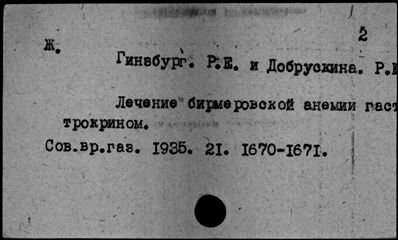 2
Ж.
Гинзбург. Р.Е. и Добрускина. Р.
Лечение бирмеровской анемии гаст
трокрином.
Сов.вр.газ. 1935. 21. 1670-1671.